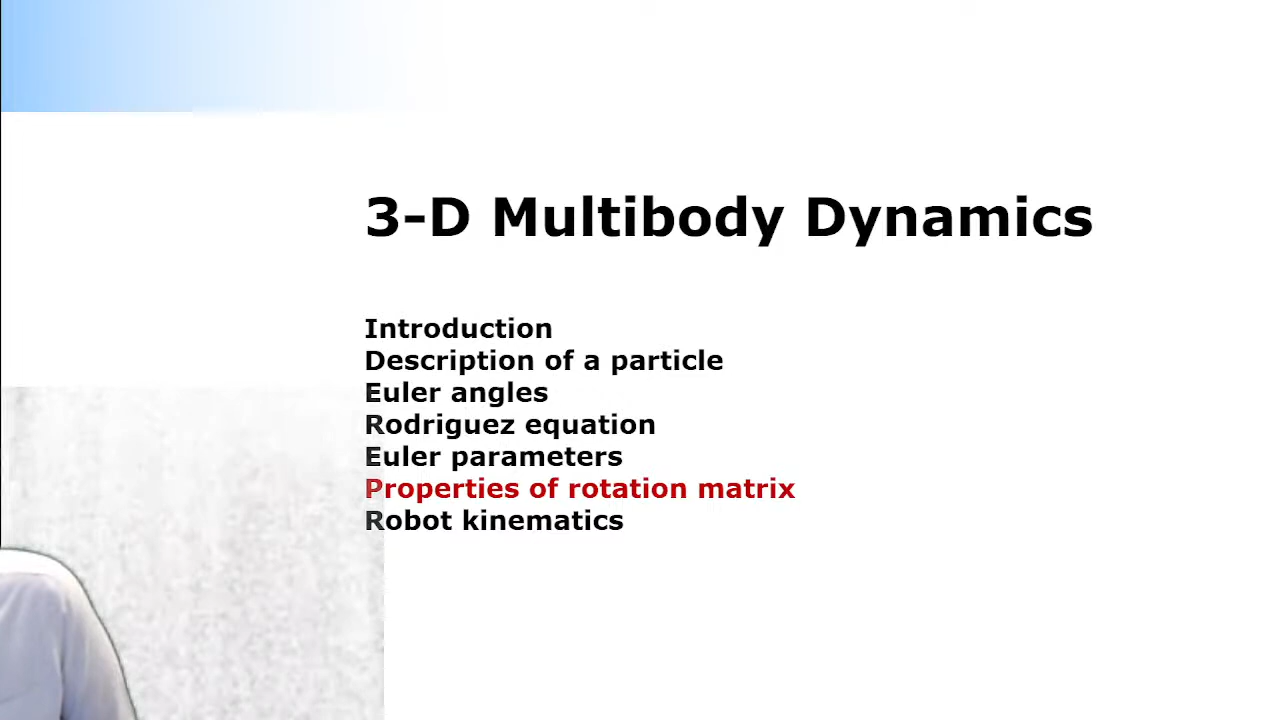 3-D Multibody Dynamics
Introduction
Description of a particle
Euler angles
Rodriguez equation
Euler parameters
Properties of rotation matrix
Robot kinematics